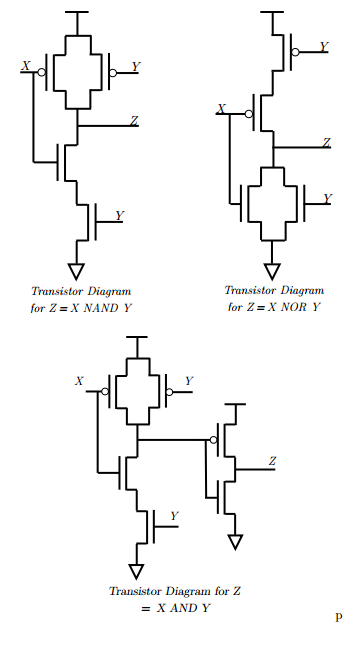 X
Y
Z
Y
Transistor Diagram
for Z = X NAND Y
Y
X
Z
Y
Transistor Diagram
for Z = X NOR Y
X
Y
Z
Y
Transistor Diagram for Z
= X AND Y
p